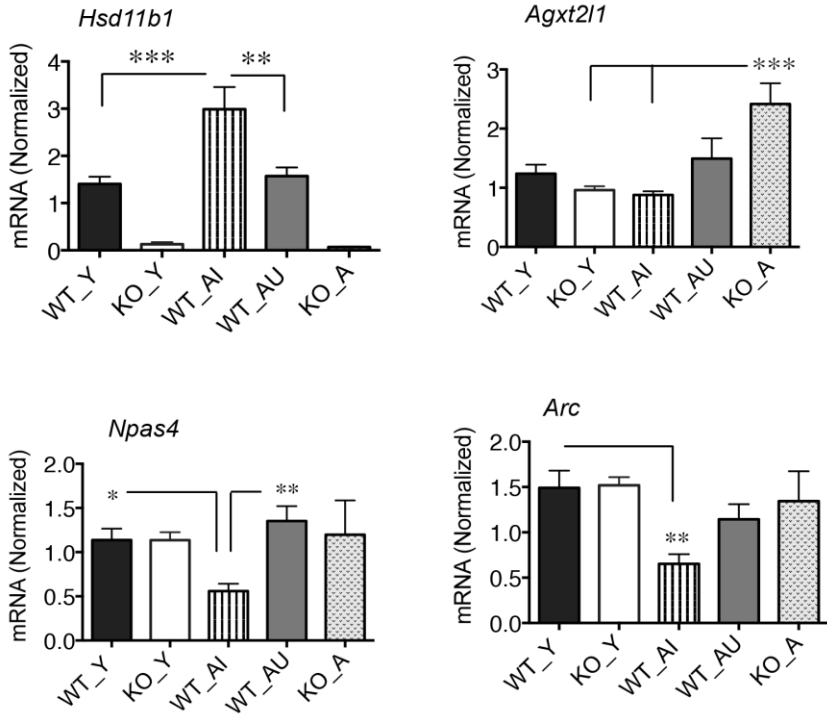 Hsd11b1
mRNA (Normalized)
4
3
2
1
0
***
**
WT_Y
KO_Y
WT_AI
WT_AU
KO_A
Agxt2l1
mRNA (Normalized)
3
2
1
0
***
WT_Y
KO_Y
WT_AI
WT_AU
KO_A
Npas4
mRNA (Normalized)
2.0
1.5
1.0
0.5
0.0
*
**
WT_Y
KO_Y
WT_AI
WT_AU
KO_A
Arc
mRNA (Normalized)
2.0
1.5
1.0
0.5
0.0
**
WT_Y
KO_Y
WT_AI
WT_AU
KO_A